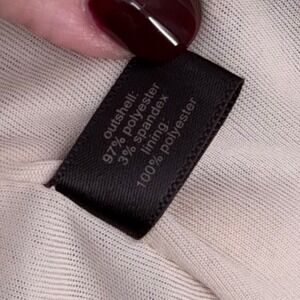 outshell:
97% polyester
3% spandex
lining:
100% polyester